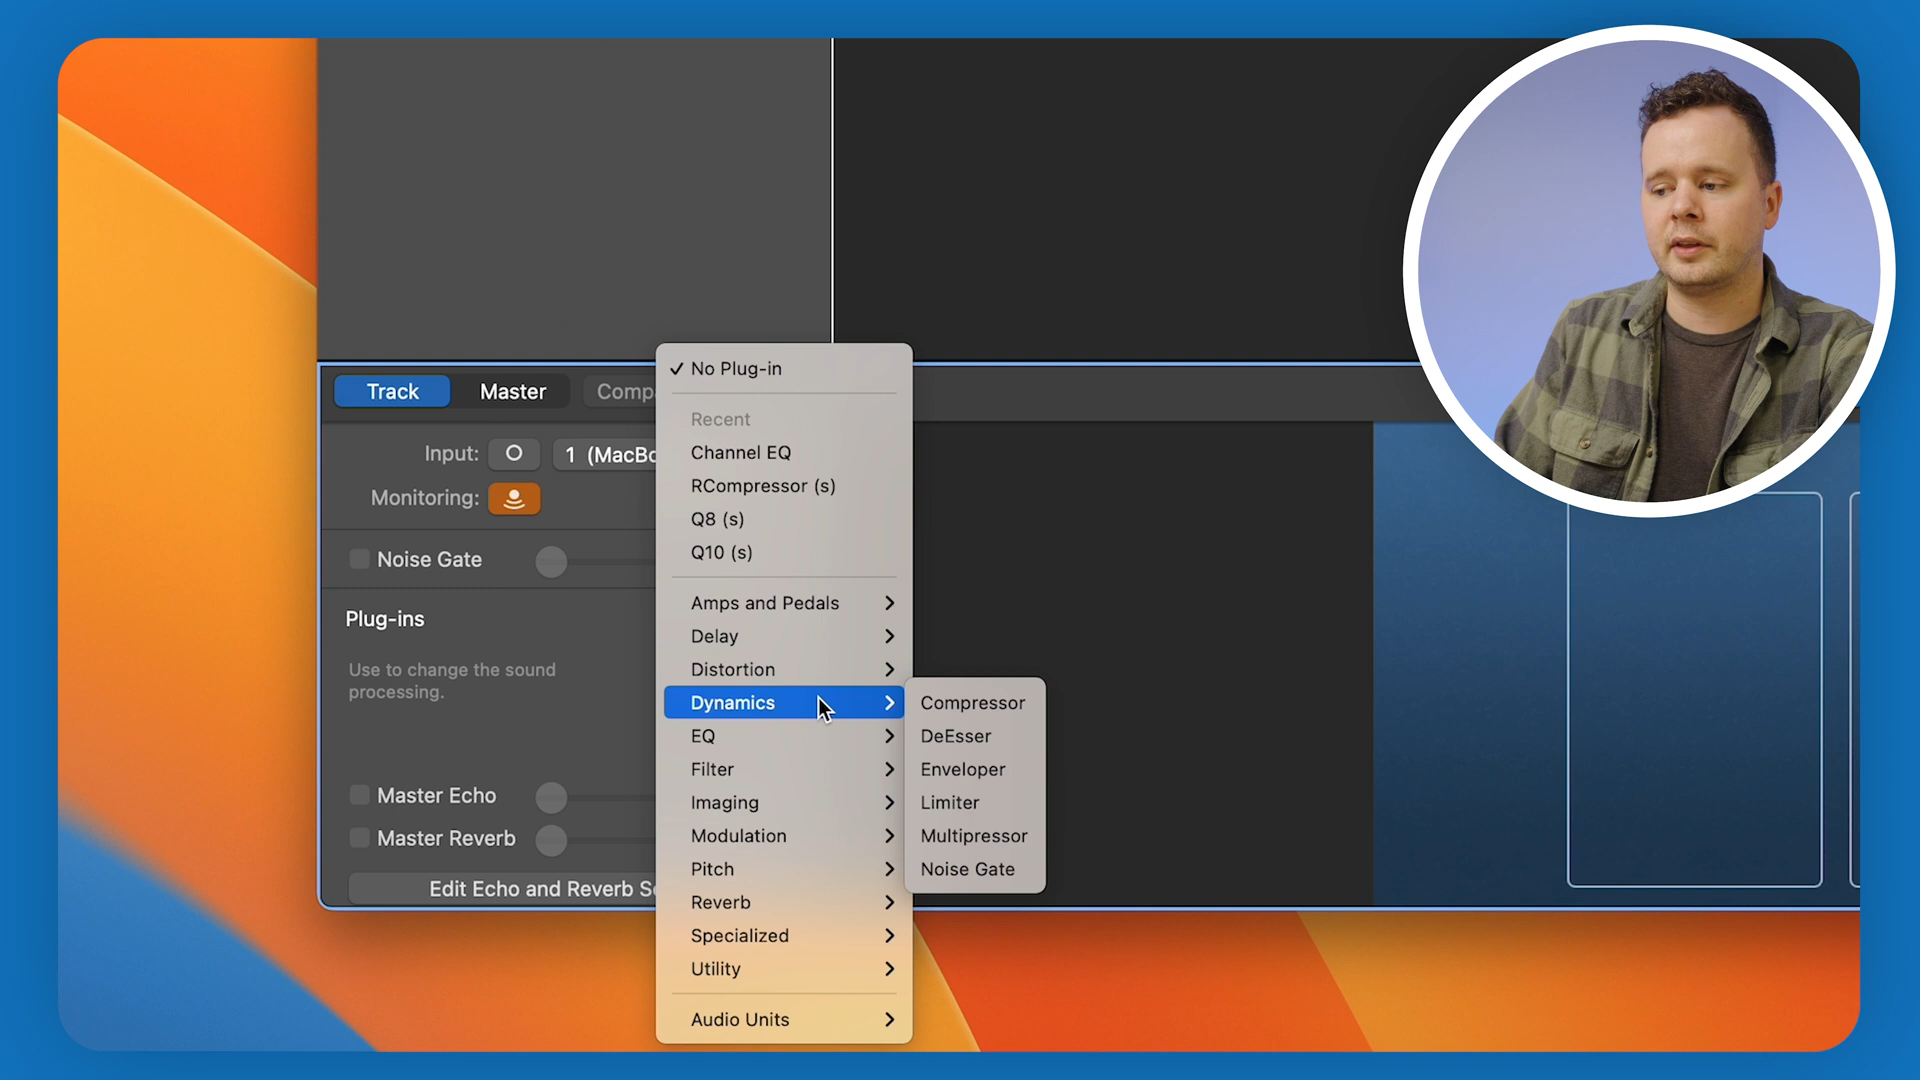 Track
Master
Comp
Input:
1 (MacBo
Monitoring:
Noise Gate
Plug-ins
Use to change the sound
processing.
Master Echo
Master Reverb
Edit Echo and Reverb Se
✓ No Plug-in
Recent
Channel EQ
RCompressor (s)
Q8 (s)
Q10 (s)
Amps and Pedals
Delay
Distortion
Dynamics
EQ
Filter
Imaging
Modulation
Pitch
Reverb
Specialized
Utility
Audio Units
Compressor
DeEsser
Enveloper
Limiter
Multipressor
Noise Gate